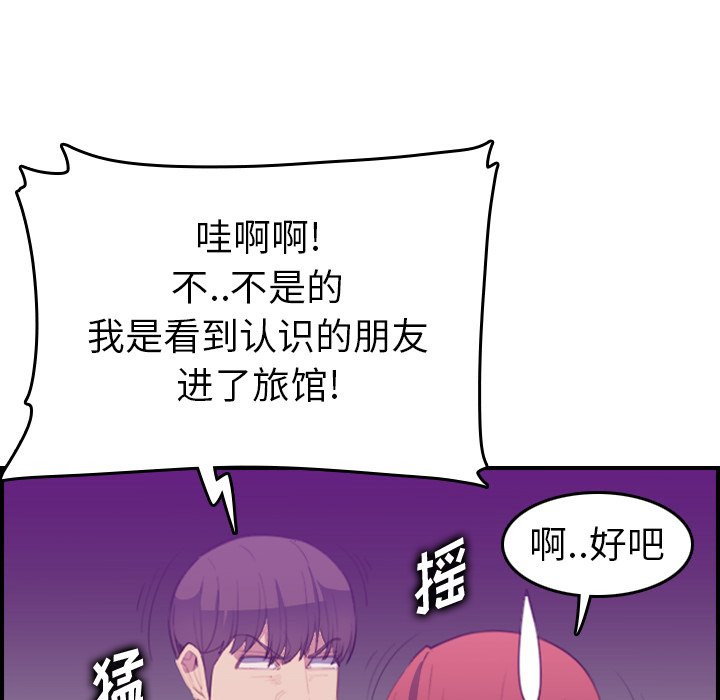 哇啊啊!
不..不是的
我是看到认识的朋友
进了旅馆!
啊..好吧
摇
猛